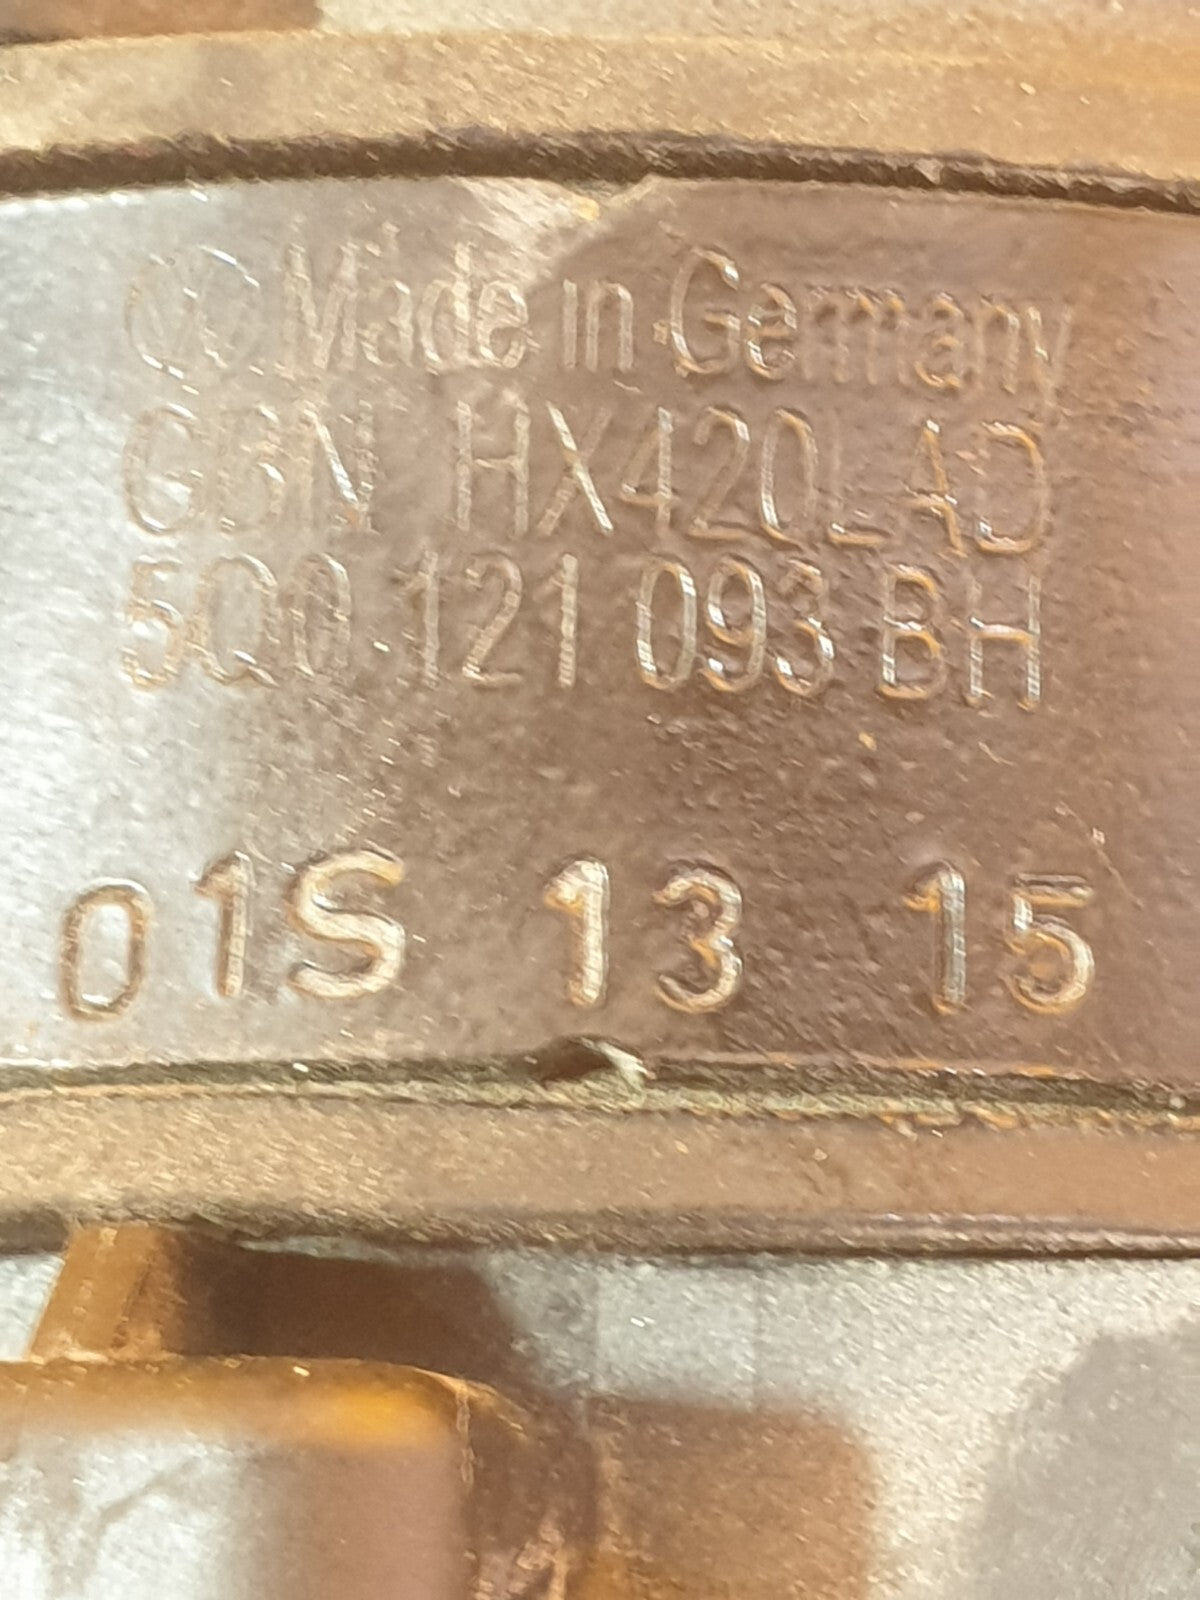 Made in Germany
GBN HX420LAD
5Q0 121 093 BH
01S 13 15